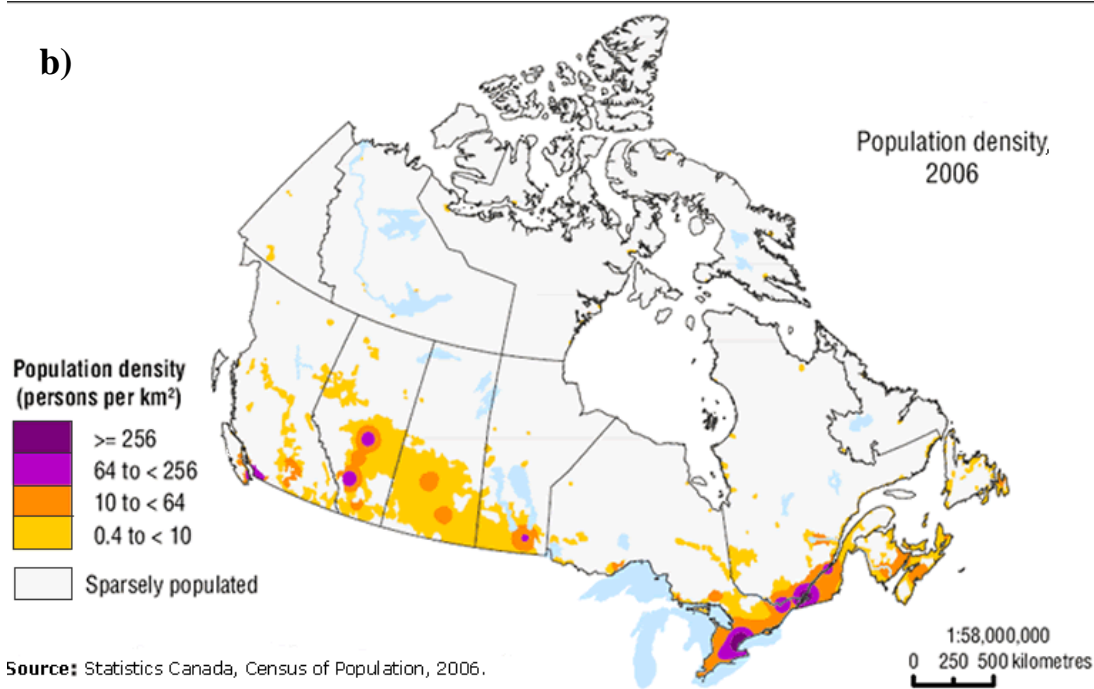 b)
Population density,
2006
Population density
(persons per km²)
>= 256
64 to < 256
10 to < 64
0.4 to < 10
Sparsely populated
1:58,000,000
0 250 500 kilometres
Source: Statistics Canada, Census of Population, 2006.